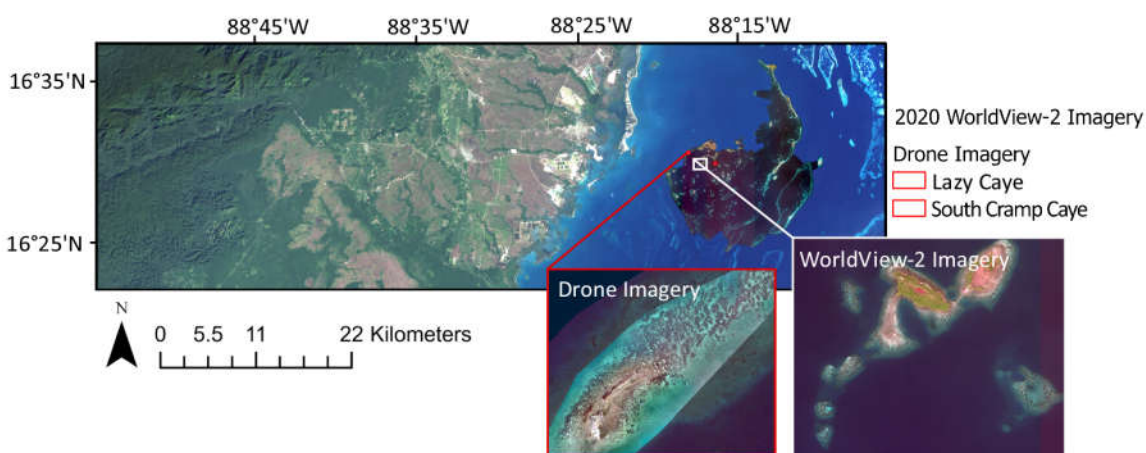 88°45'W 88°35'W 88°25'W 88°15'W
16°35'N
16°25'N
2020 WorldView-2 Imagery
Drone Imagery
Lazy Caye
South Cramp Caye
WorldView-2 Imagery
Drone Imagery
N
0 5.5 11 22 Kilometers